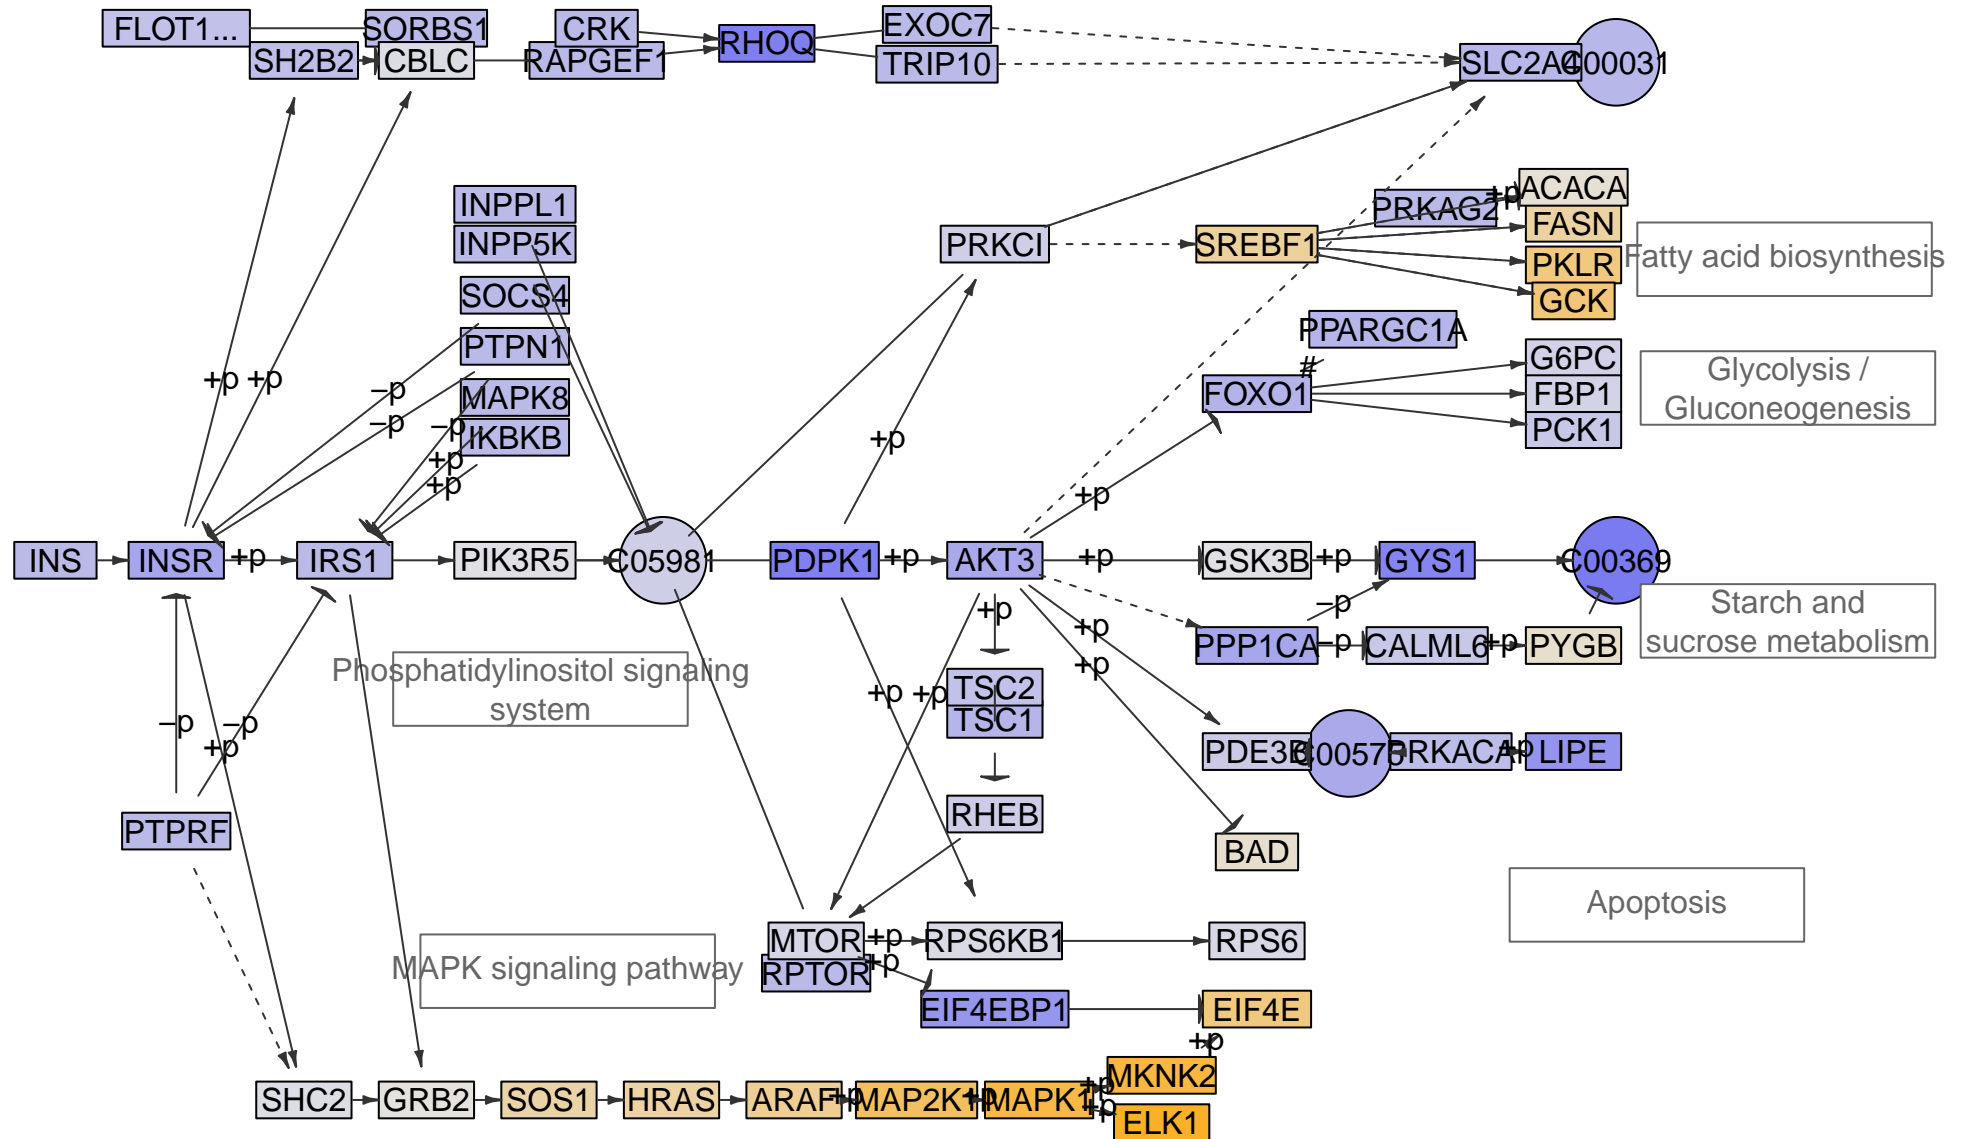 FLOT1...
SORBS1
CRK
EXOC7
RHOQ
SH2B2
CBLC
RAPGEF1
TRIP10
SLC2A4
C00031
INPPL1
INPP5K
PRKCI
SREBF1
PRKAG2
+p
ACACA
FASN
PKLR
GCK
Fatty acid biosynthesis
SOCS4
PTPN1
MAPK8
IKBKB
PPARGC1A
#
FOXO1
G6PC
FBP1
PCK1
Glycolysis /
Gluconeogenesis
+p
+p
–p
–p
–p
+p
+p
+p
+p
INS
INSR
+p
IRS1
PIK3R5
C05981
PDPK1
+p
AKT3
+p
GSK3B
+p
GYS1
C00369
+p
+p
+p
–p
PPP1CA
–p
CALML6
+p
PYGB
Starch and
sucrose metabolism
Phosphatidylinositol signaling
system
+p
+p
TSC2
TSC1
–p
–p
+p
PDE3B
C00575
PRKACA
+p
LIPE
PTPRF
RHEB
BAD
Apoptosis
MTOR
+p
RPS6KB1
RPS6
RPTOR
+p
MAPK signaling pathway
EIF4EBP1
EIF4E
+p
SHC2
GRB2
SOS1
HRAS
ARAF
+p
MAP2K1
+p
MAPK1
+p
MKNK2
+p
ELK1